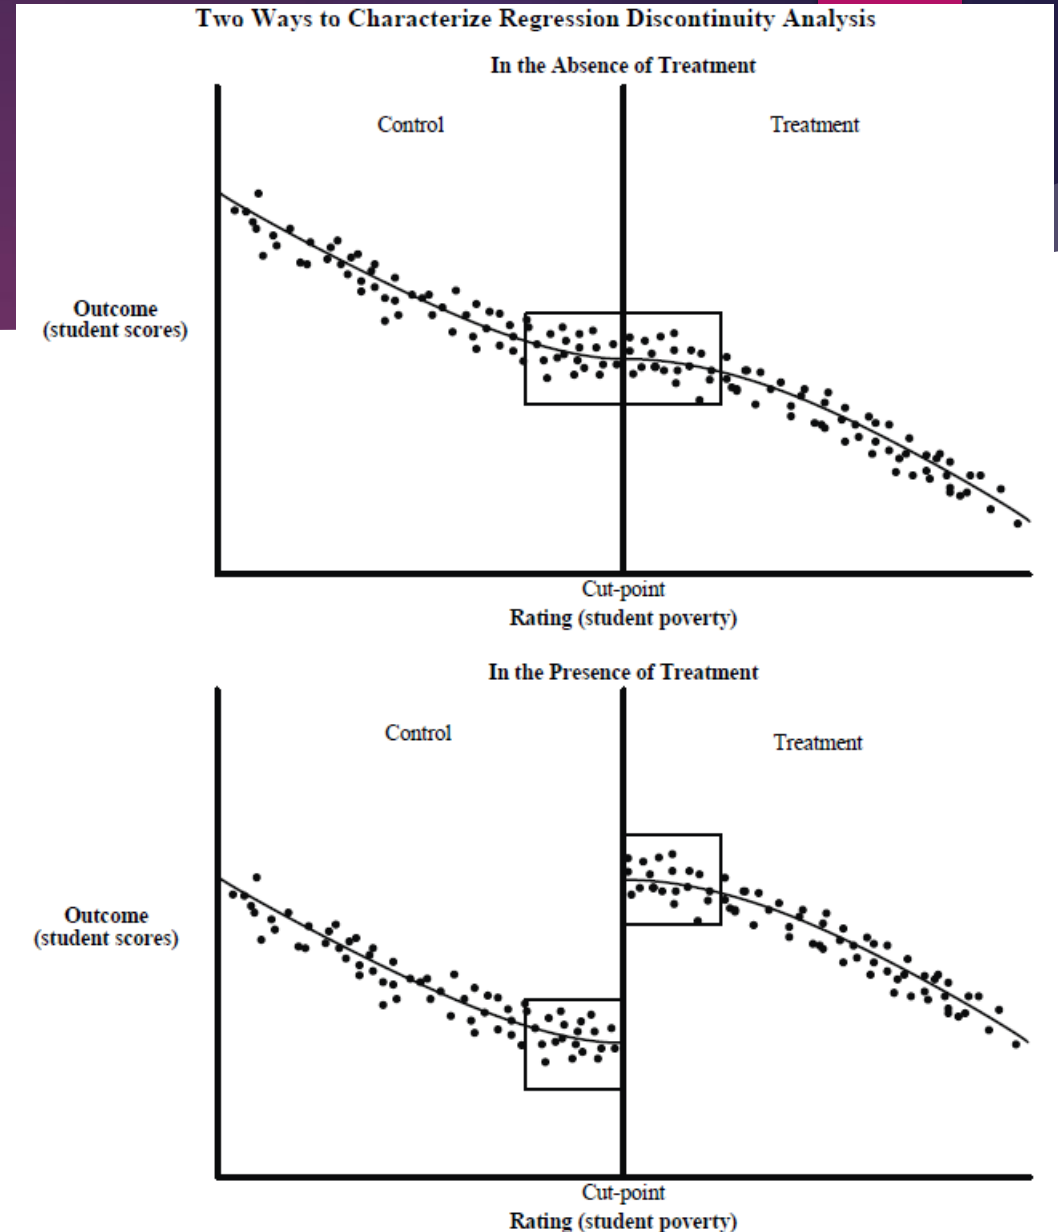 Two Ways to Characterize Regression Discontinuity Analysis
In the Absence of Treatment
Control
Treatment
Outcome
(student scores)
Cut-point
Rating (student poverty)
In the Presence of Treatment
Control
Treatment
Outcome
(student scores)
Cut-point
Rating (student poverty)